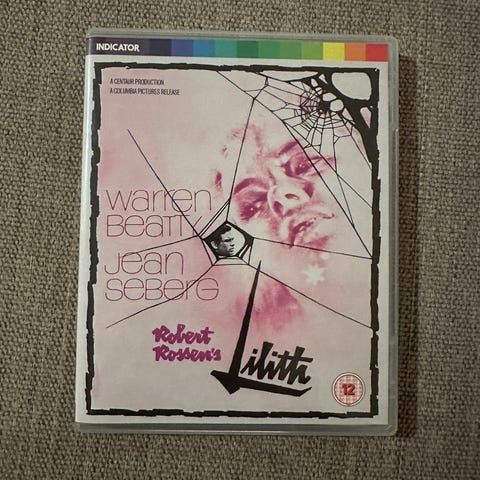 INDICATOR
A CENTAUR PRODUCTION
A COLUMBIA PICTURES RELEASE
warren
BEATTY
Jean
seberg
Robert
Rossen's
Lilith
12